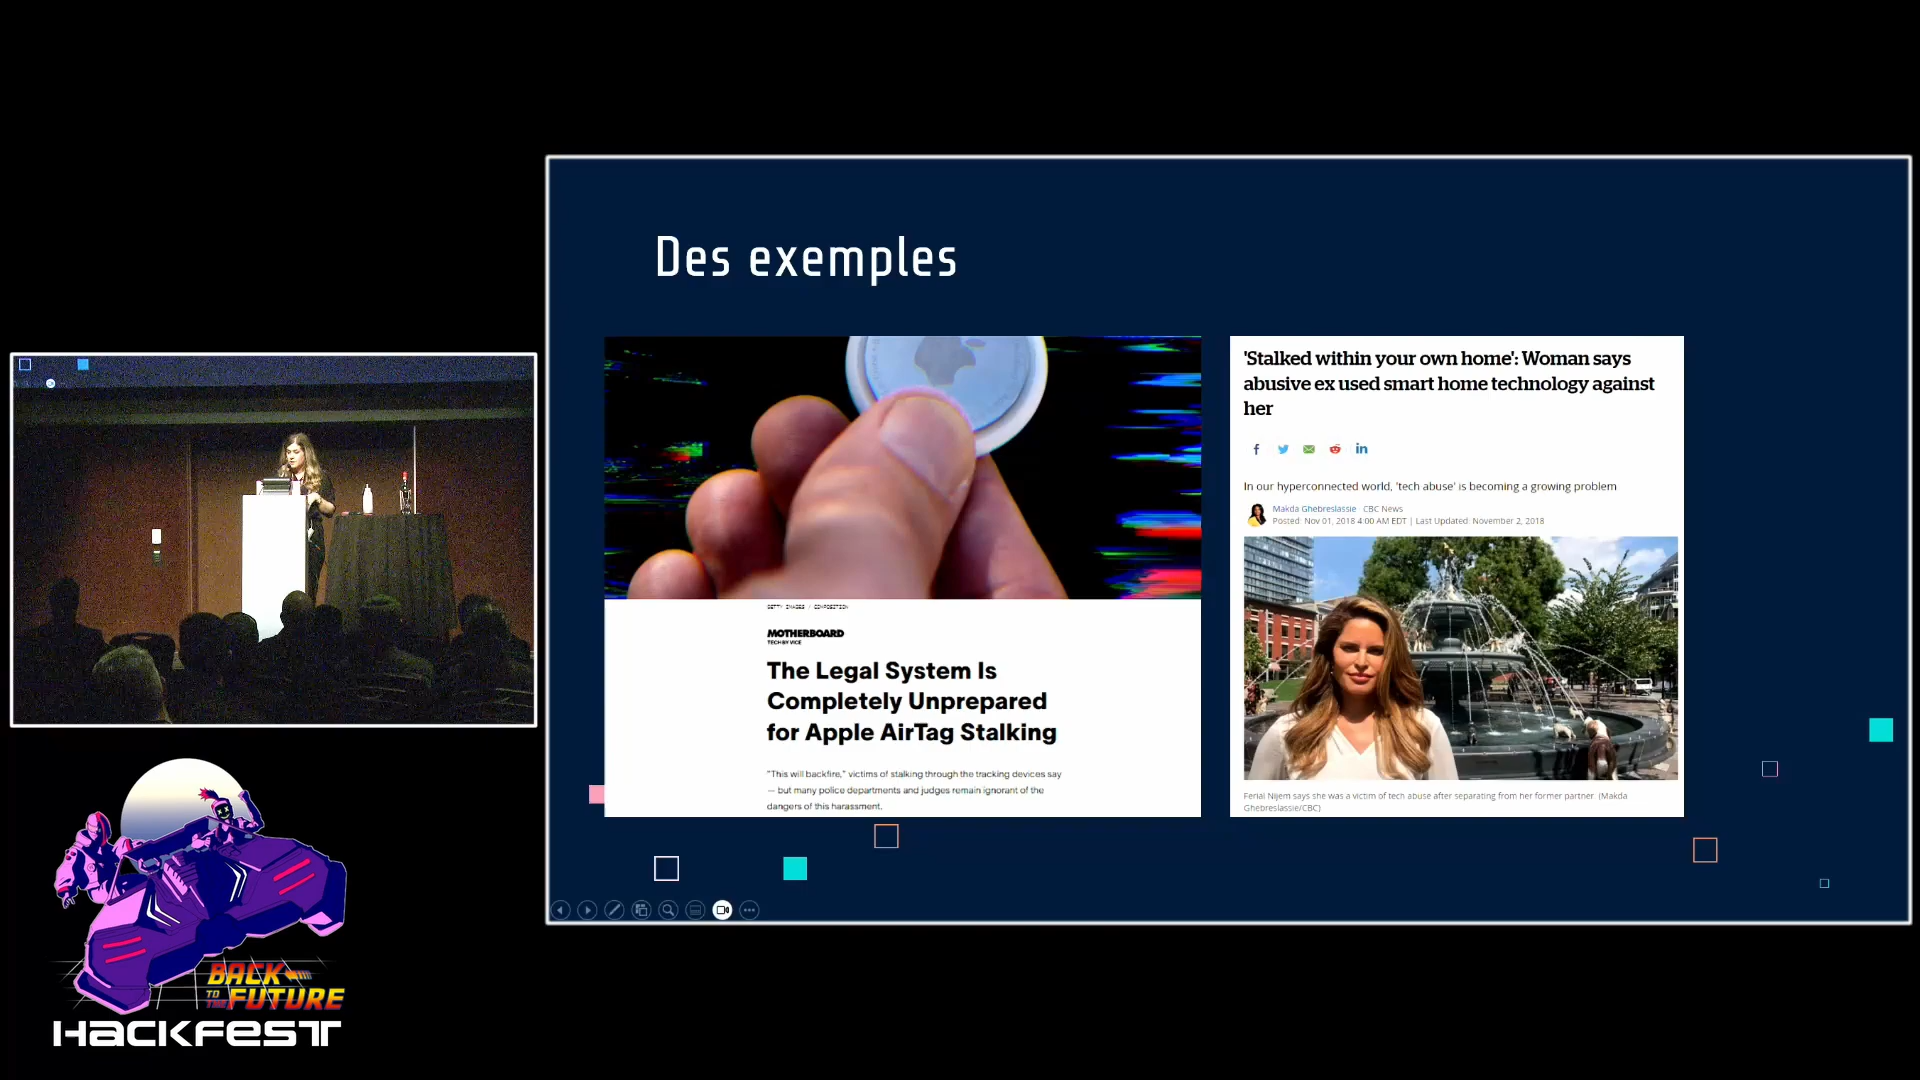 Des exemples
GETTY IMAGES / COMPOSITION
MOTHERBOARD
TECH BY VICE
The Legal System Is
Completely Unprepared
for Apple AirTag Stalking
"This will backfire," victims of stalking through the tracking devices say
— but many police departments and judges remain ignorant of the
dangers of this harassment.
'Stalked within your own home': Woman says
abusive ex used smart home technology against
her
In our hyperconnected world, 'tech abuse' is becoming a growing problem
Makda Ghebreslassie · CBC News
Posted: Nov 01, 2018 4:00 AM EDT | Last Updated: November 2, 2018
Ferial Nijem says she was a victim of tech abuse after separating from her former partner. (Makda
Ghebreslassie/CBC)
BACK
TO
THE FUTURE
HACKFEST